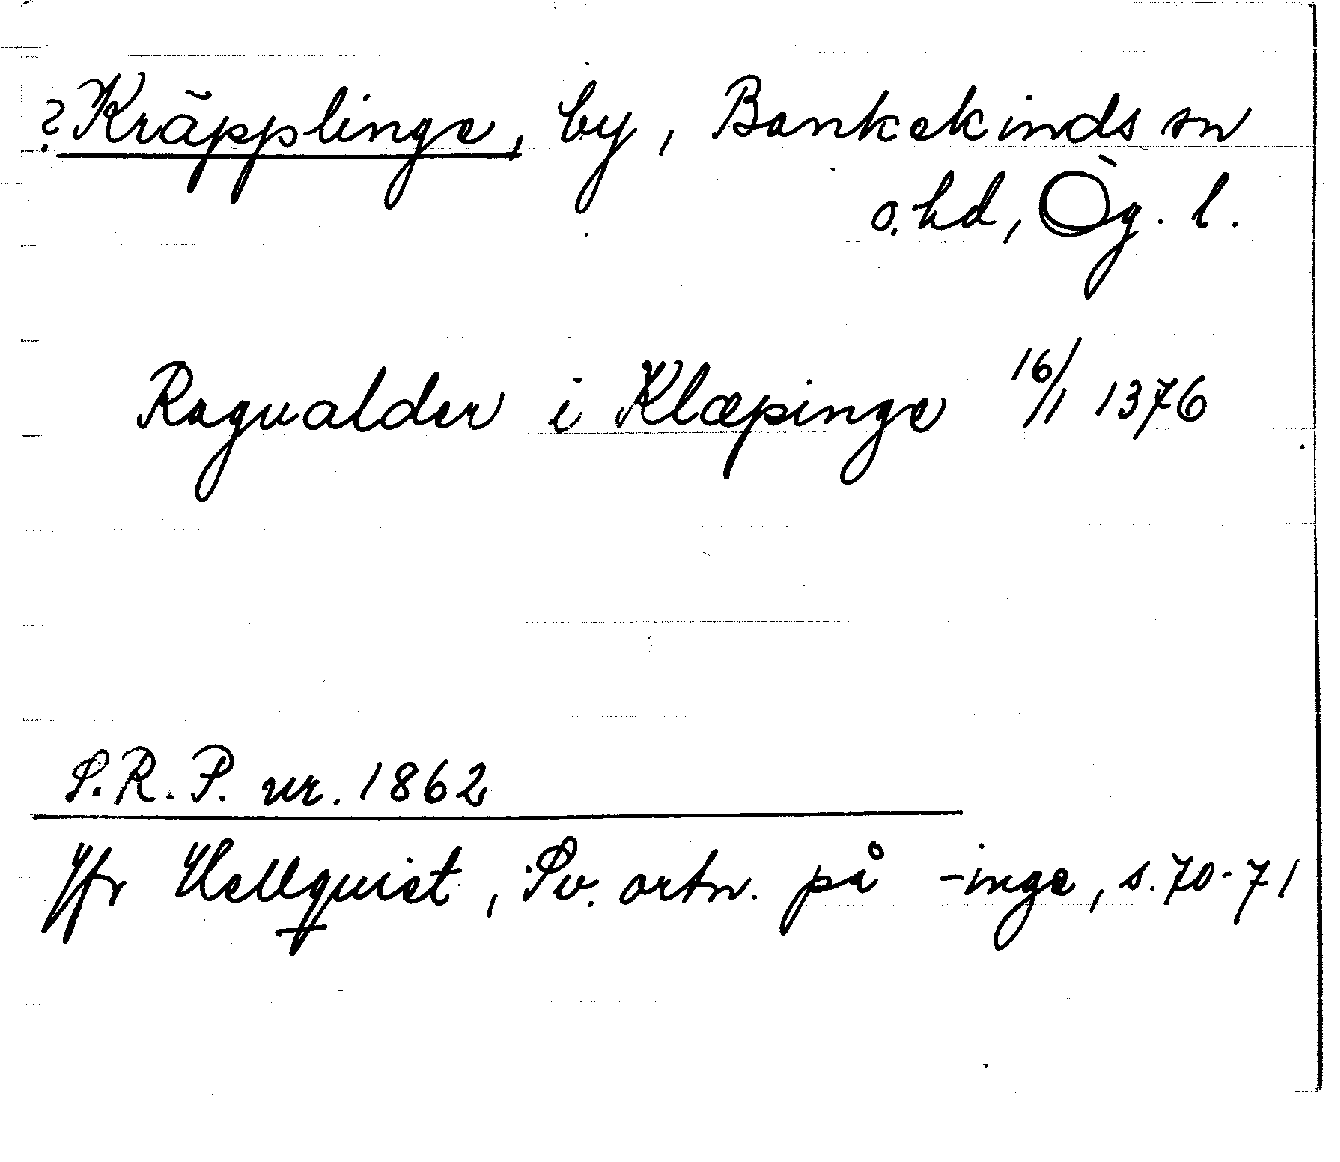 ?Kräpplinge, by, Bankekinds sn
o. hd, Ög. l.
Ragualder i Klæpinge 16/1 1376
S.R.P. nr. 1862
Jfr Hellquist, Sv. ortn. på -inge, s. 70-71